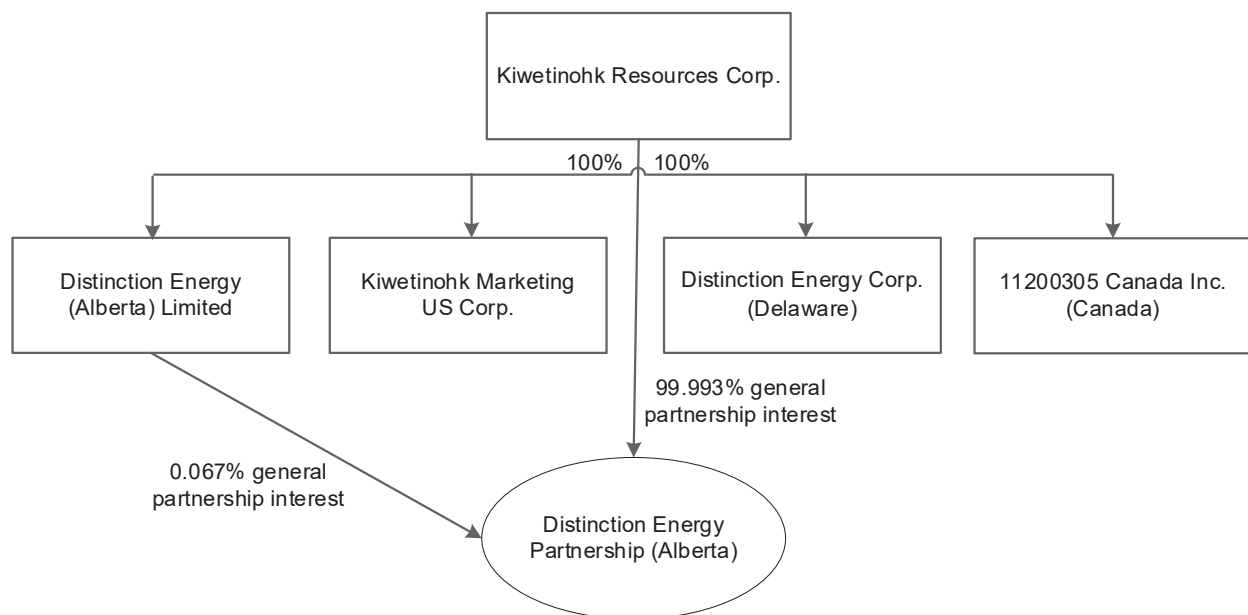 Kiwetinohk Resources Corp.
100%
100%
Distinction Energy
(Alberta) Limited
Kiwetinohk Marketing
US Corp.
Distinction Energy Corp.
(Delaware)
11200305 Canada Inc.
(Canada)
99.993% general
partnership interest
0.067% general
partnership interest
Distinction Energy
Partnership (Alberta)